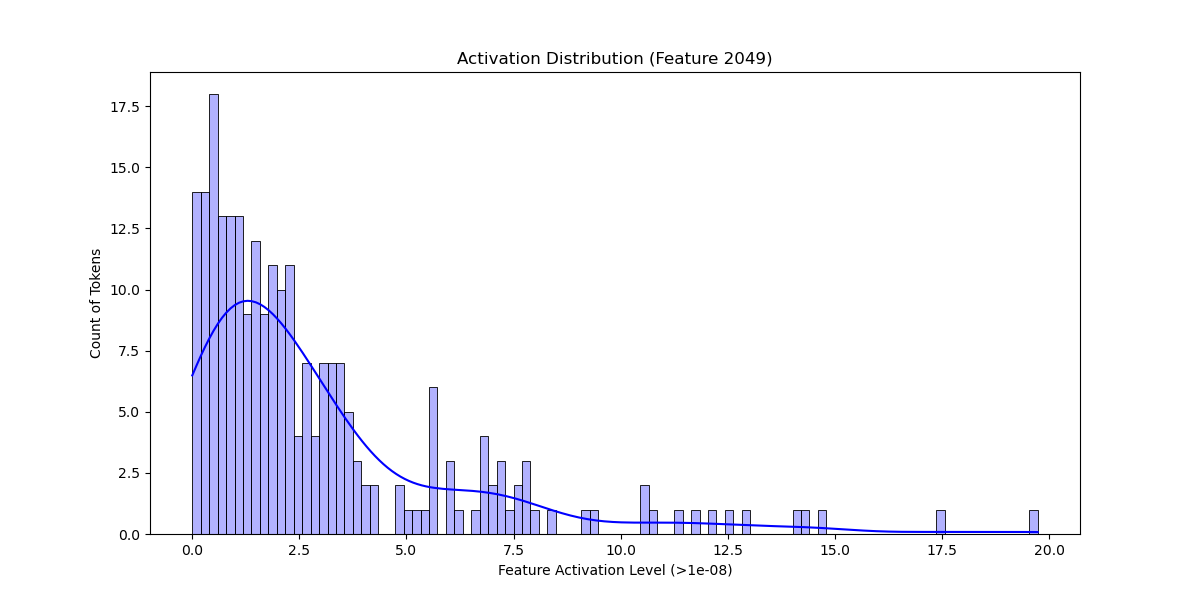 Activation Distribution (Feature 2049)
17.5
15.0
12.5
10.0
7.5
5.0
2.5
0.0
Count of Tokens
0.0 2.5 5.0 7.5 10.0 12.5 15.0 17.5 20.0
Feature Activation Level (>1e-08)